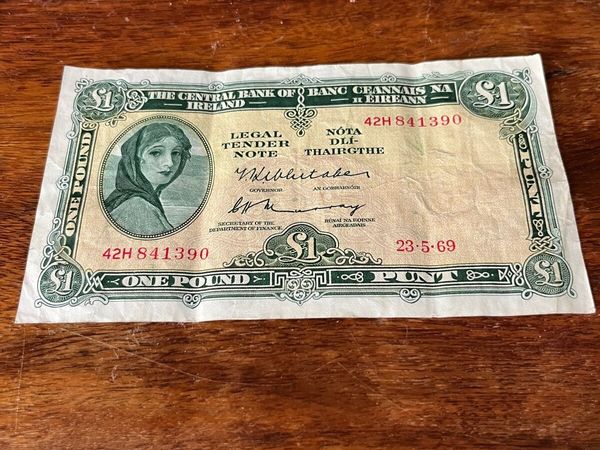 THE CENTRAL BANK OF IRELAND
BANC CEANNAIS NA H ÉIREANN
£1
£1
42H 841390
LEGAL TENDER NOTE
NÓTA DLÍ-THAIRGTHE
GOVERNOR
AN GOBHARNÓIR
SECRETARY OF THE DEPARTMENT OF FINANCE
RÚNAÍ NA ROINNE AIRGEADAIS
42H 841390
£1
23·5·69
ONE POUND
PUNT
£1
£1
ONE POUND
PUNT